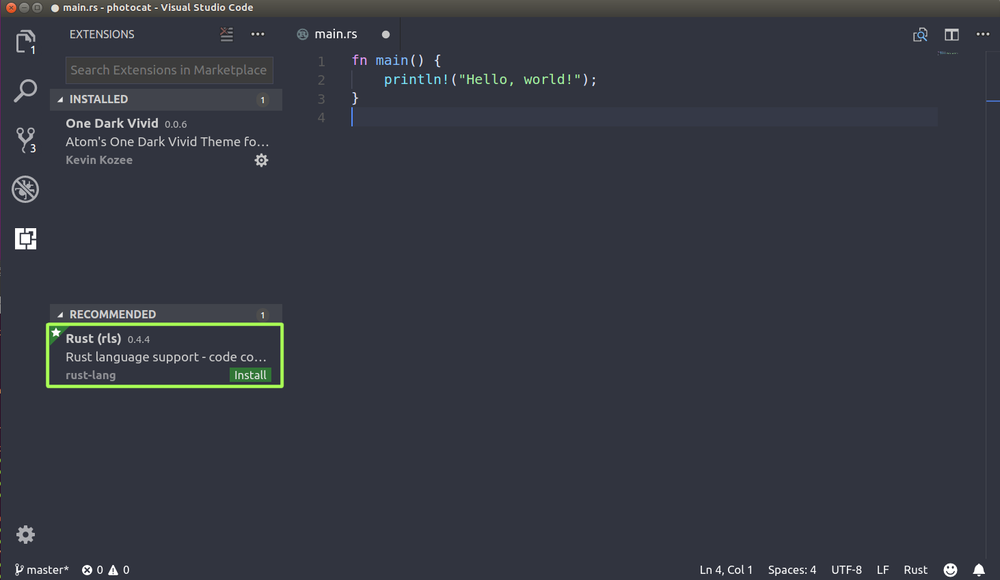 main.rs - photocat - Visual Studio Code
1
3
EXTENSIONS
Search Extensions in Marketplace
INSTALLED 1
One Dark Vivid 0.0.6
Atom's One Dark Vivid Theme fo...
Kevin Kozee
RECOMMENDED 1
Rust (rls) 0.4.4
Rust language support - code co...
rust-lang Install
main.rs
1 fn main() {
2 println!("Hello, world!");
3 }
4
master* 0 0 Ln 4, Col 1 Spaces: 4 UTF-8 LF Rust